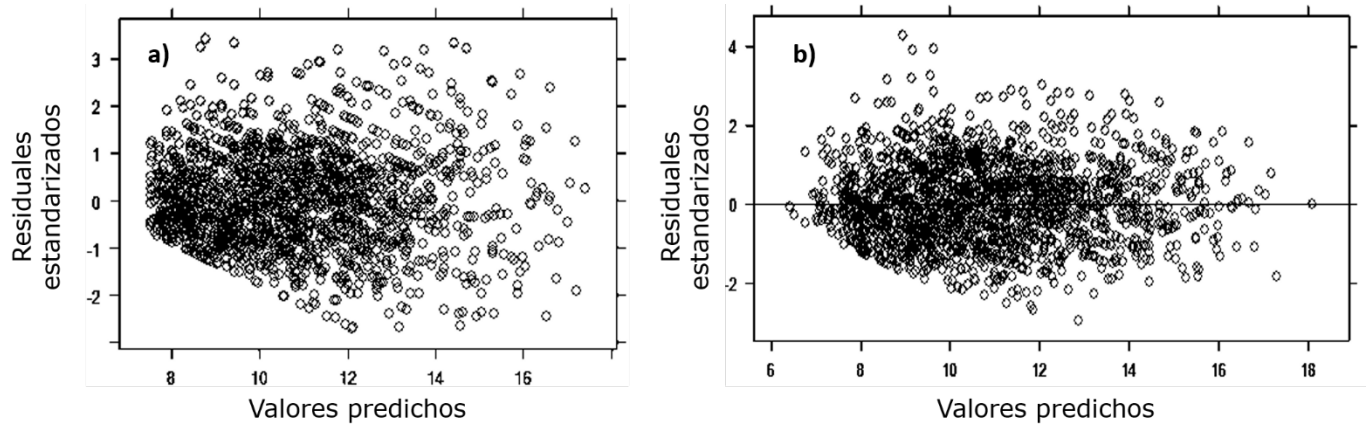 a)
3
2
1
0
-1
-2
8
10
12
14
16
Residuales
estandarizados
Valores predichos
b)
4
2
0
-2
6
8
10
12
14
16
18
Residuales
estandarizados
Valores predichos